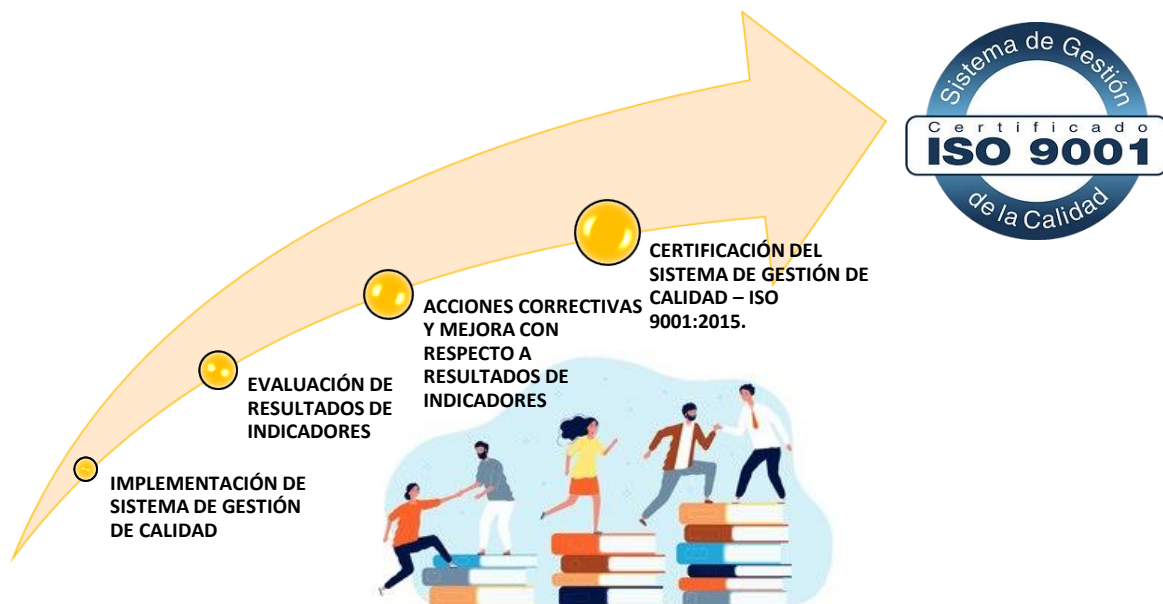 Sistema de Gestión
Certificado
ISO 9001
de la Calidad
CERTIFICACIÓN DEL
SISTEMA DE GESTIÓN DE
CALIDAD – ISO
9001:2015.
ACCIONES CORRECTIVAS
Y MEJORA CON
RESPECTO A
RESULTADOS DE
INDICADORES
EVALUACIÓN DE
RESULTADOS DE
INDICADORES
IMPLEMENTACIÓN DE
SISTEMA DE GESTIÓN
DE CALIDAD